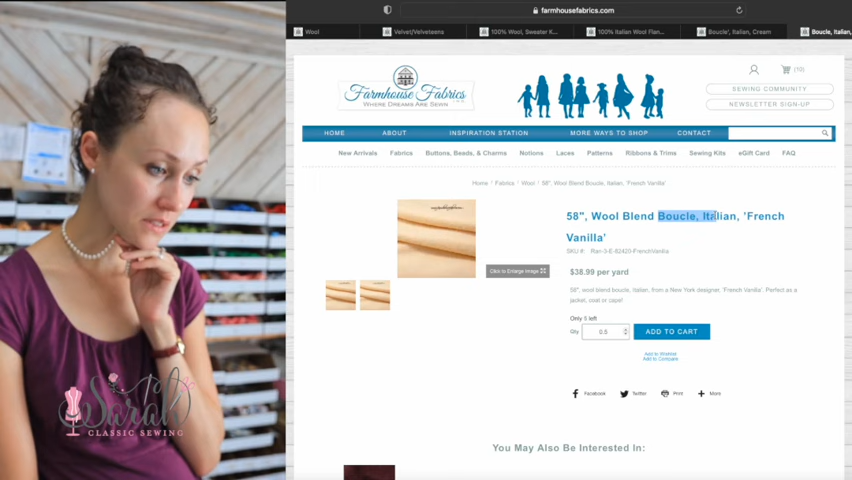 farmhousefabrics.com
Wool
Velvet/Velveteens
100% Wool, Sweater K...
100% Italian Wool Flan...
Boucle', Italian, Cream
Boucle, Italian,
Farmhouse Fabrics
WHERE DREAMS ARE SEWN
(10)
SEWING COMMUNITY
NEWSLETTER SIGN-UP
HOME ABOUT INSPIRATION STATION MORE WAYS TO SHOP CONTACT
New Arrivals Fabrics Buttons, Beads, & Charms Notions Laces Patterns Ribbons & Trims Sewing Kits eGift Card FAQ
Home / Fabrics / Wool / 58", Wool Blend Boucle, Italian, 'French Vanilla'
58", Wool Blend Boucle, Italian, 'French
Vanilla'
SKU #: Ran-3-E-82420-FrenchVanilla
Click to Enlarge Image
$38.99 per yard
58", wool blend boucle, Italian, from a New York designer, 'French Vanilla'. Perfect as a
jacket, coat or cape!
Only 5 left
Qty 0.5 ADD TO CART
Add to Wishlist
Add to Compare
Facebook Twitter Print More
You May Also Be Interested In:
Sarah
CLASSIC SEWING